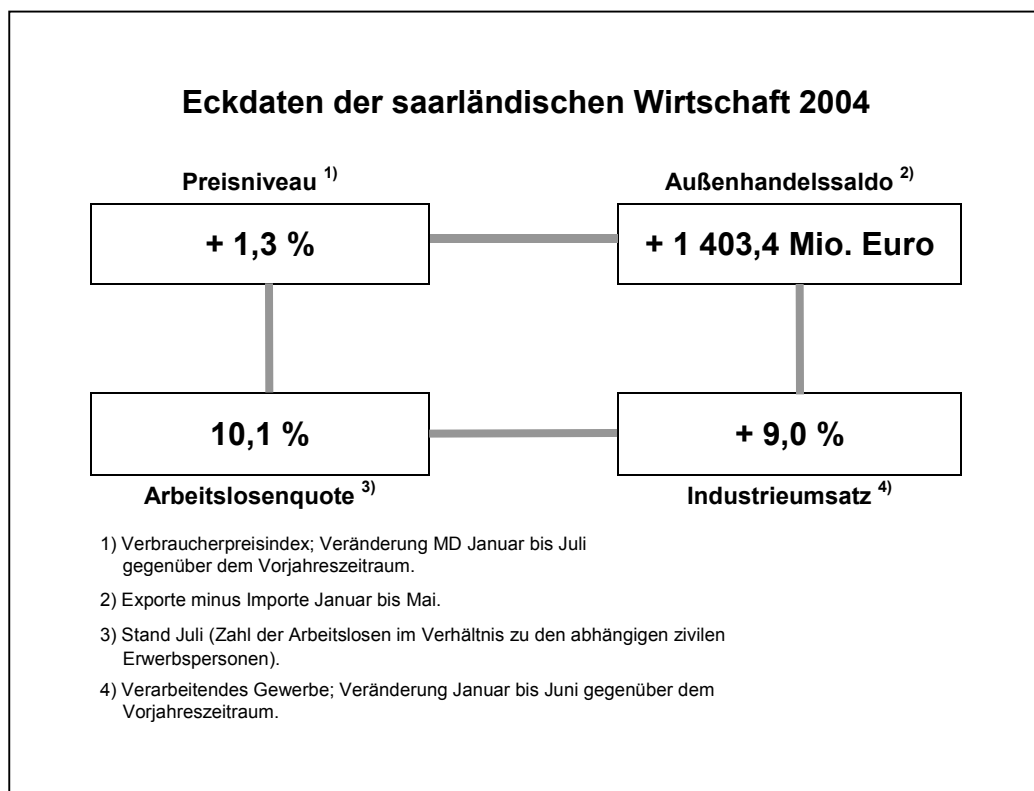 Eckdaten der saarländischen Wirtschaft 2004
Preisniveau 1)
Außenhandelssaldo 2)
+ 1,3 %
+ 1 403,4 Mio. Euro
10,1 %
+ 9,0 %
Arbeitslosenquote 3)
Industrieumsatz 4)
1) Verbraucherpreisindex; Veränderung MD Januar bis Juli
gegenüber dem Vorjahreszeitraum.
2) Exporte minus Importe Januar bis Mai.
3) Stand Juli (Zahl der Arbeitslosen im Verhältnis zu den abhängigen zivilen
Erwerbspersonen).
4) Verarbeitendes Gewerbe; Veränderung Januar bis Juni gegenüber dem
Vorjahreszeitraum.